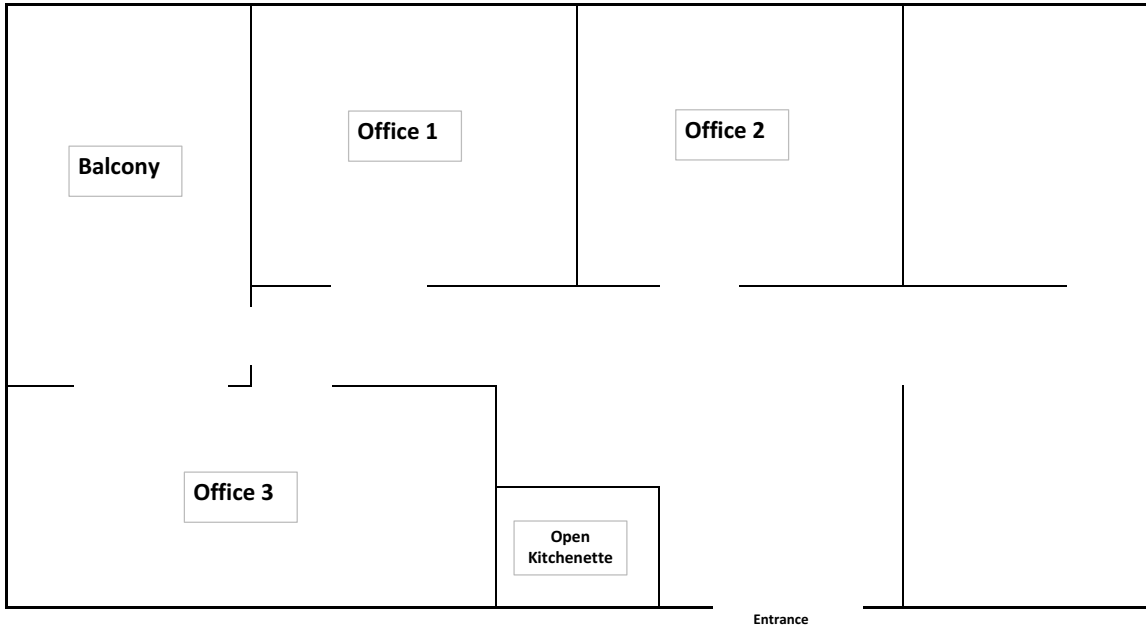 Office 1
Office 2
Balcony
Office 3
Open
Kitchenette
Entrance